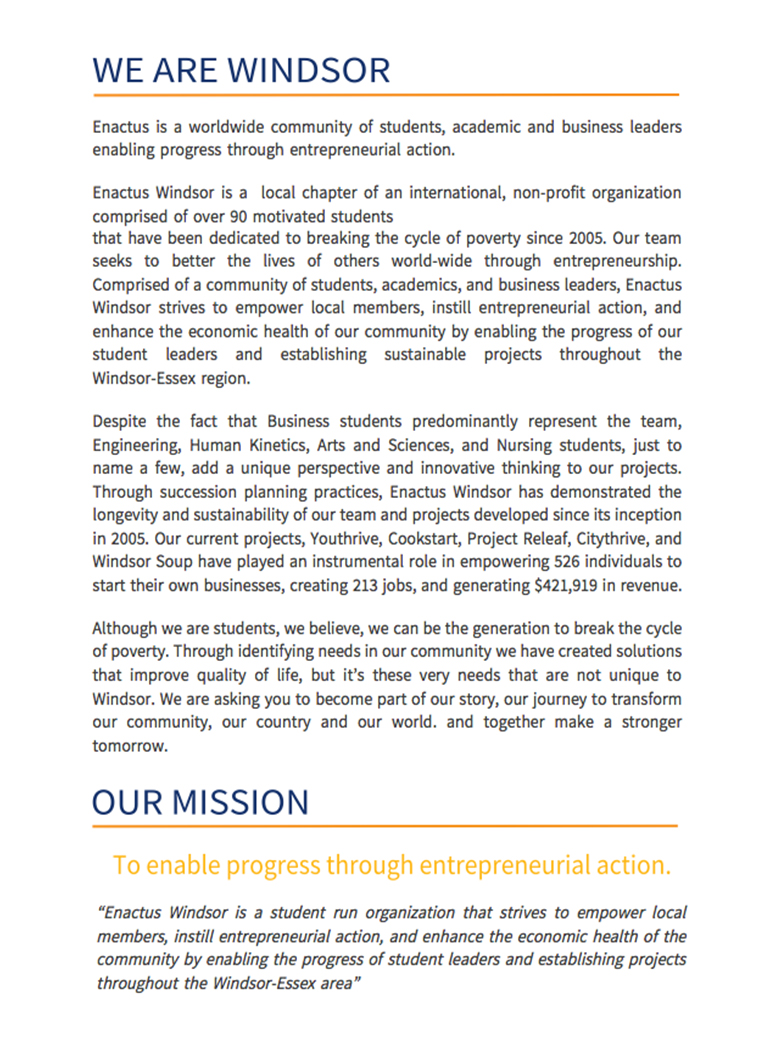 WE ARE WINDSOR
Enactus is a worldwide community of students, academic and business leaders
enabling progress through entrepreneurial action.
Enactus Windsor is a local chapter of an international, non-profit organization
comprised of over 90 motivated students
that have been dedicated to breaking the cycle of poverty since 2005. Our team
seeks to better the lives of others world-wide through entrepreneurship.
Comprised of a community of students, academics, and business leaders, Enactus
Windsor strives to empower local members, instill entrepreneurial action, and
enhance the economic health of our community by enabling the progress of our
student leaders and establishing sustainable projects throughout the
Windsor-Essex region.
Despite the fact that Business students predominantly represent the team,
Engineering, Human Kinetics, Arts and Sciences, and Nursing students, just to
name a few, add a unique perspective and innovative thinking to our projects.
Through succession planning practices, Enactus Windsor has demonstrated the
longevity and sustainability of our team and projects developed since its inception
in 2005. Our current projects, Youthrive, Cookstart, Project Releaf, Citythrive, and
Windsor Soup have played an instrumental role in empowering 526 individuals to
start their own businesses, creating 213 jobs, and generating $421,919 in revenue.
Although we are students, we believe, we can be the generation to break the cycle
of poverty. Through identifying needs in our community we have created solutions
that improve quality of life, but it’s these very needs that are not unique to
Windsor. We are asking you to become part of our story, our journey to transform
our community, our country and our world. and together make a stronger
tomorrow.
OUR MISSION
To enable progress through entrepreneurial action.
“Enactus Windsor is a student run organization that strives to empower local
members, instill entrepreneurial action, and enhance the economic health of the
community by enabling the progress of student leaders and establishing projects
throughout the Windsor-Essex area”